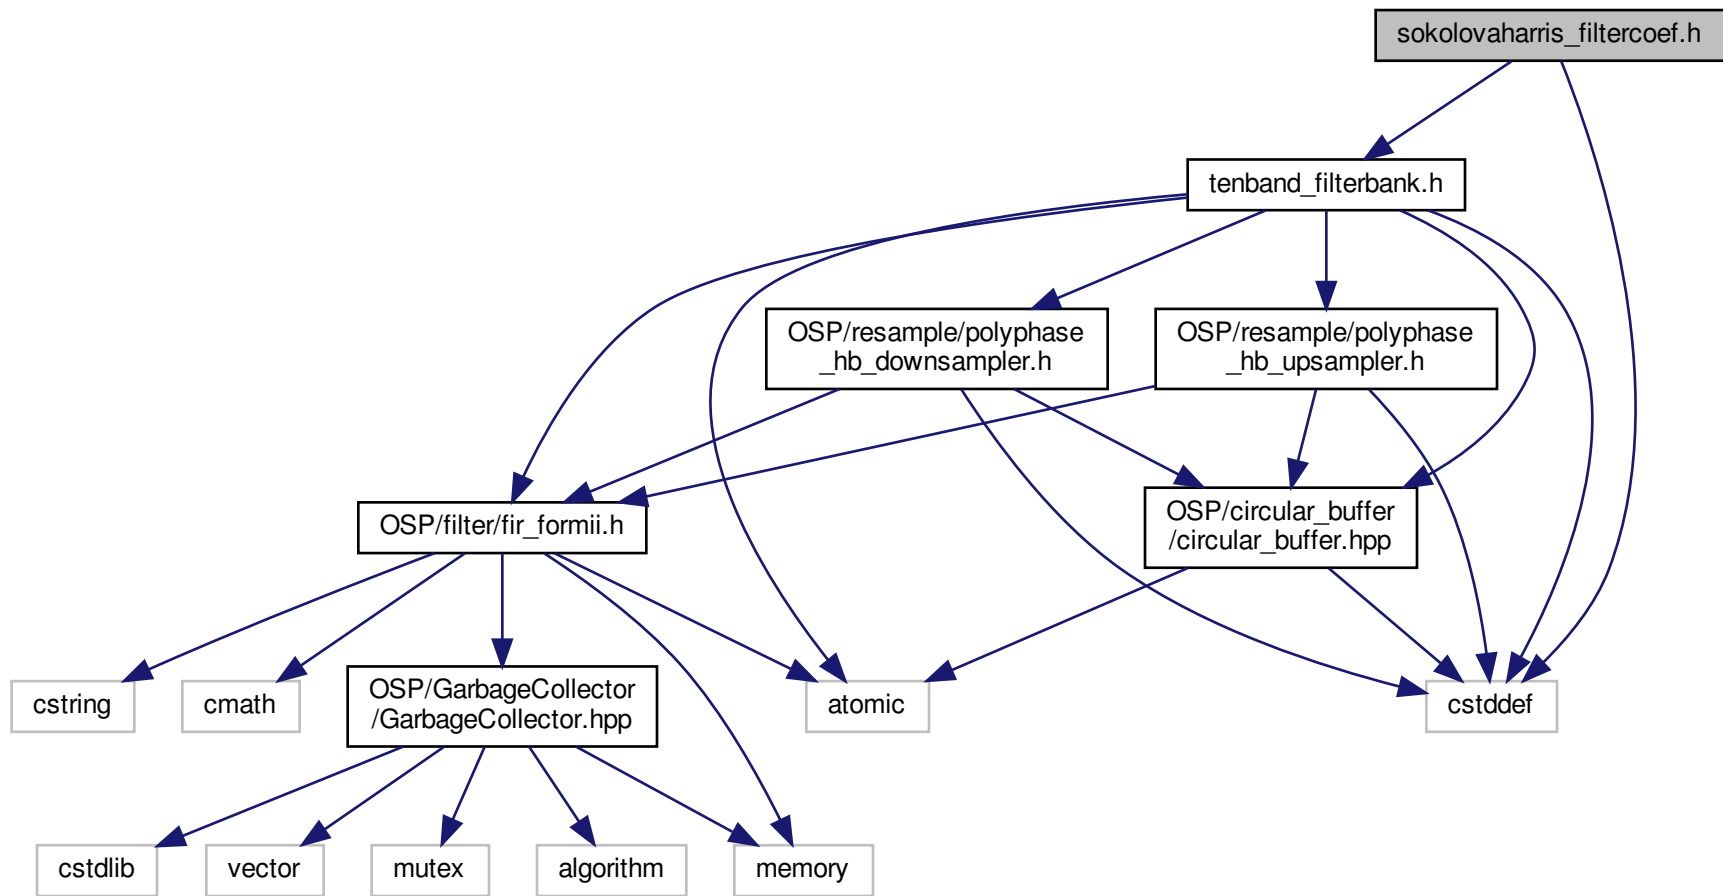 sokolovaharris_filtercoef.h
tenband_filterbank.h
OSP/resample/polyphase
_hb_downsampler.h
OSP/resample/polyphase
_hb_upsampler.h
OSP/filter/fir_formii.h
OSP/circular_buffer
/circular_buffer.hpp
cstring
cmath
OSP/GarbageCollector
/GarbageCollector.hpp
atomic
cstddef
cstdlib
vector
mutex
algorithm
memory